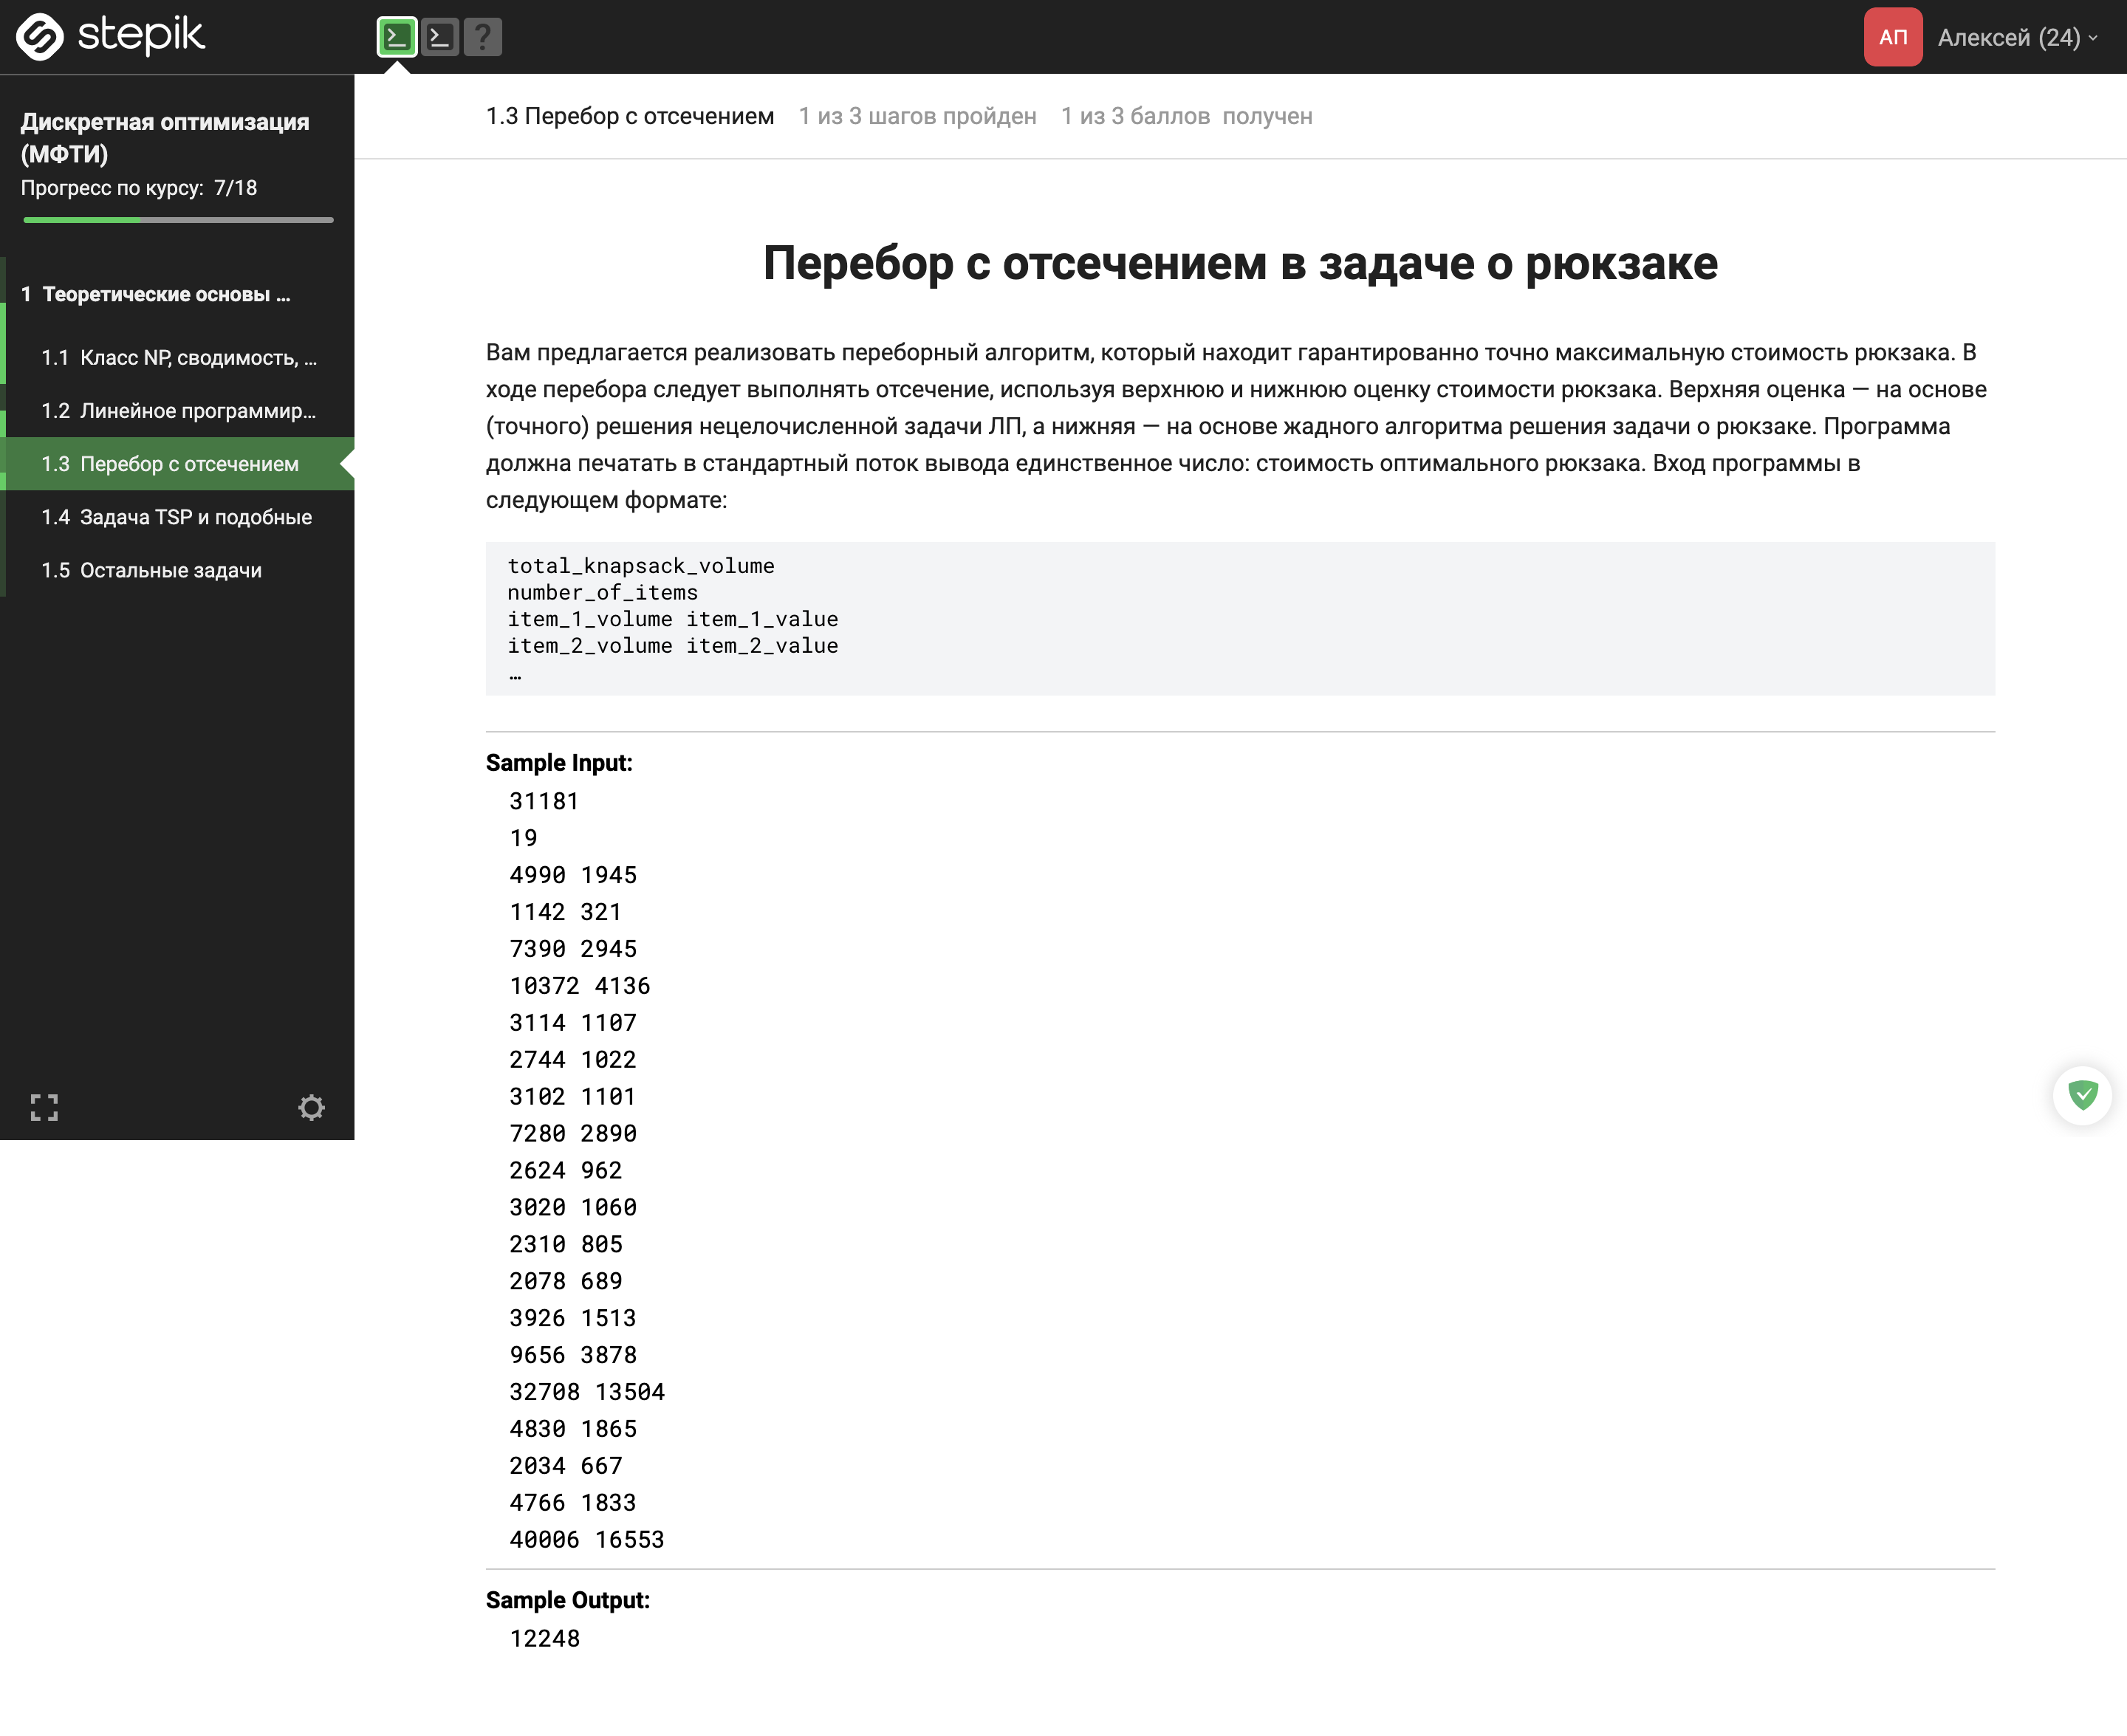 stepik
?
АП
Алексей (24)
Дискретная оптимизация
(МФТИ)
Прогресс по курсу: 7/18
1 Теоретические основы ...
1.1 Класс NP, сводимость, ...
1.2 Линейное программир...
1.3 Перебор с отсечением
1.4 Задача TSP и подобные
1.5 Остальные задачи
1.3 Перебор с отсечением 1 из 3 шагов пройден 1 из 3 баллов получен
Перебор с отсечением в задаче о рюкзаке
Вам предлагается реализовать переборный алгоритм, который находит гарантированно точно максимальную стоимость рюкзака. В
ходе перебора следует выполнять отсечение, используя верхнюю и нижнюю оценку стоимости рюкзака. Верхняя оценка — на основе
(точного) решения нецелочисленной задачи ЛП, а нижняя — на основе жадного алгоритма решения задачи о рюкзаке. Программа
должна печатать в стандартный поток вывода единственное число: стоимость оптимального рюкзака. Вход программы в
следующем формате:
total_knapsack_volume
number_of_items
item_1_volume item_1_value
item_2_volume item_2_value
…
Sample Input:
31181
19
4990 1945
1142 321
7390 2945
10372 4136
3114 1107
2744 1022
3102 1101
7280 2890
2624 962
3020 1060
2310 805
2078 689
3926 1513
9656 3878
32708 13504
4830 1865
2034 667
4766 1833
40006 16553
Sample Output:
12248